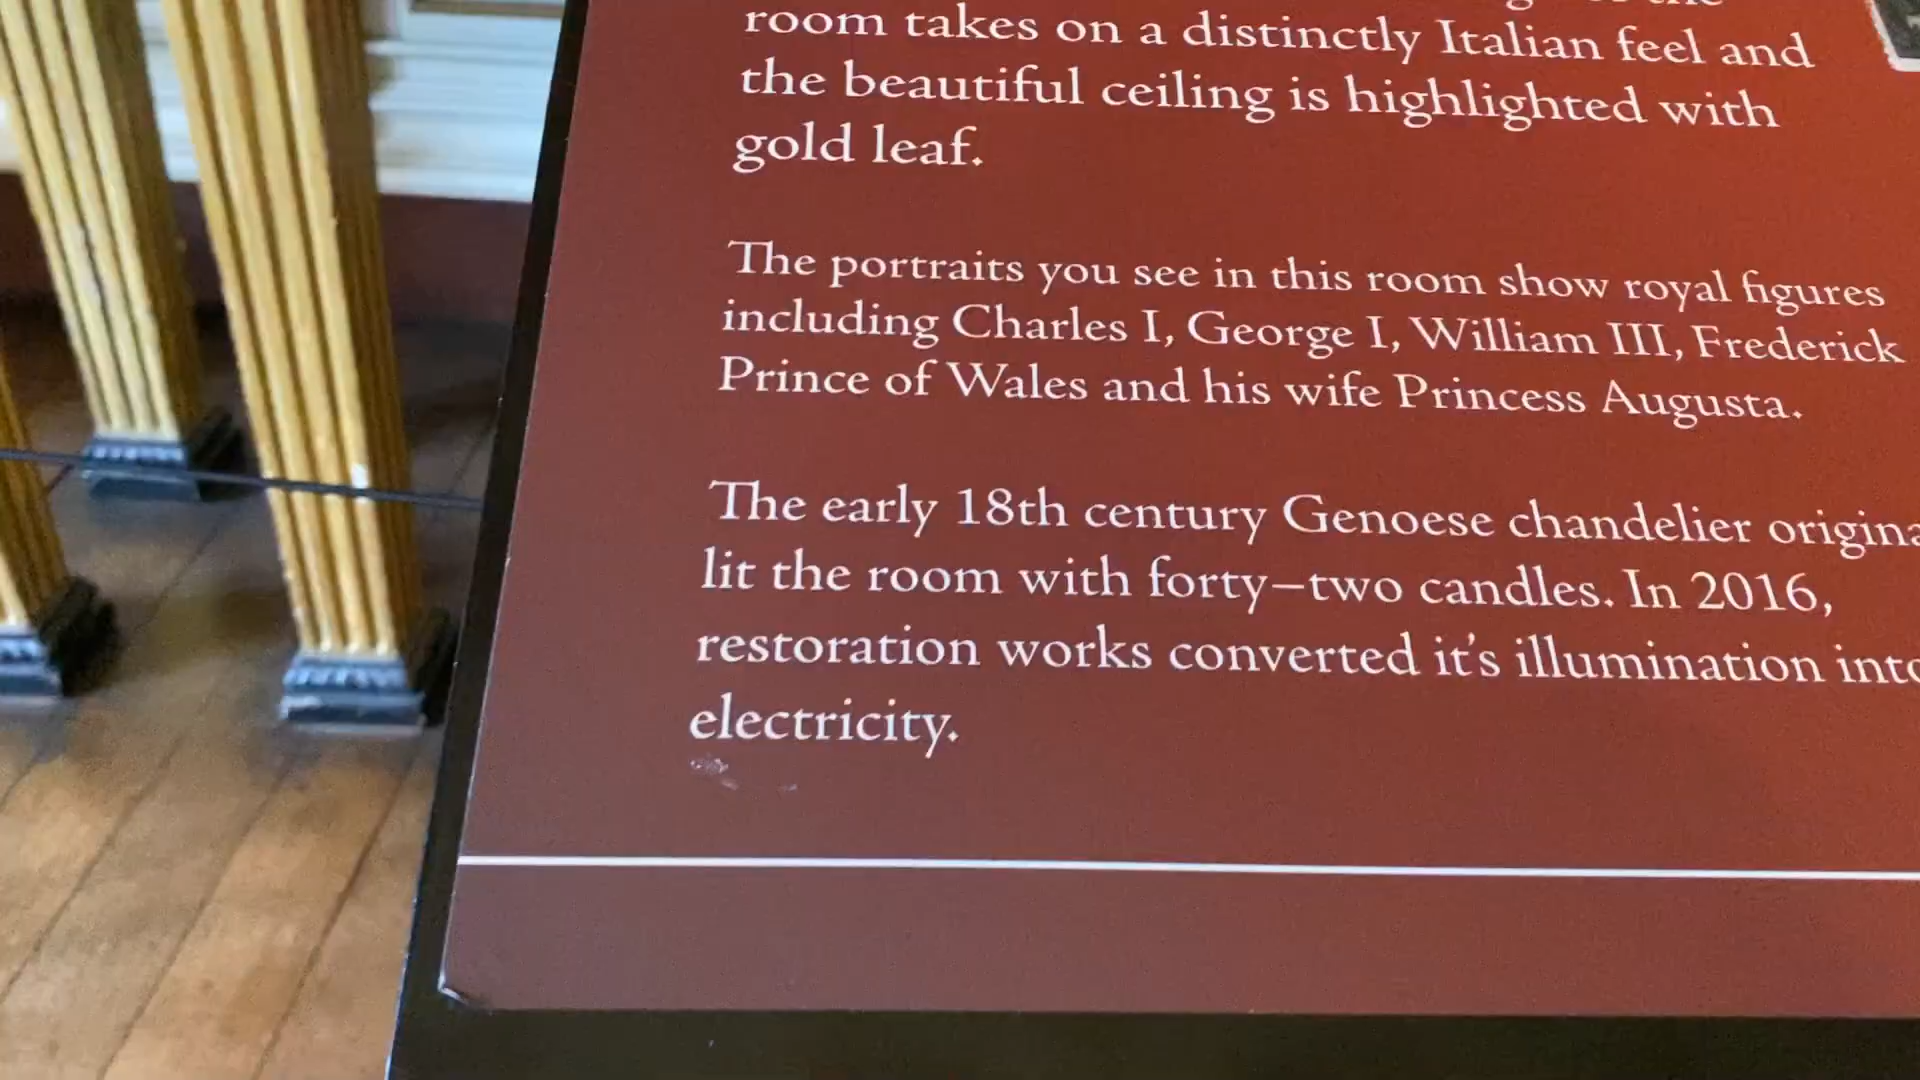 room takes on a distinctly Italian feel and
the beautiful ceiling is highlighted with
gold leaf.
The portraits you see in this room show royal figures
including Charles I, George I, William III, Frederick
Prince of Wales and his wife Princess Augusta.
The early 18th century Genoese chandelier
lit the room with forty-two candles. In 2016,
restoration works converted it's illumination into
electricity.